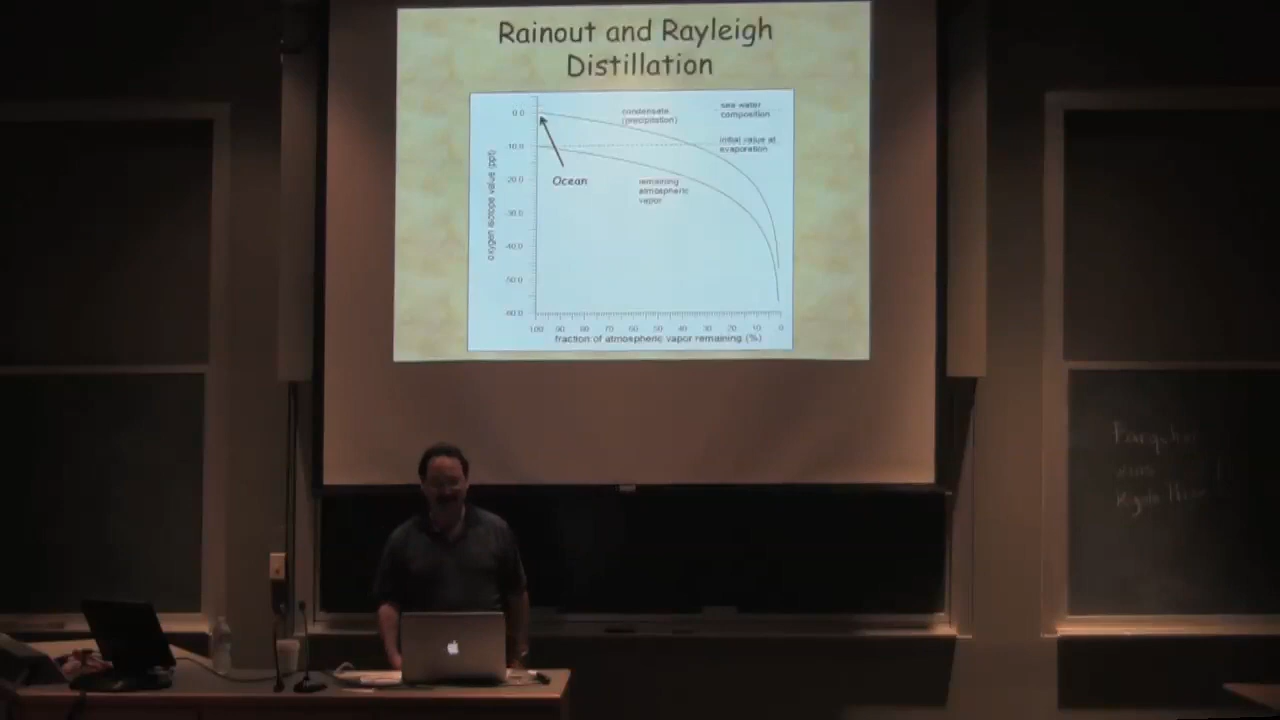 Rainout and Rayleigh
Distillation
condensate
(precipitation)
sea water
composition
initial value at
evaporation
remaining
atmospheric
vapor
Ocean
oxygen isotope value (ppt)
0.0
-10.0
-20.0
-30.0
-40.0
-50.0
-60.0
100 90 80 70 60 50 40 30 20 10 0
fraction of atmospheric vapor remaining (%)